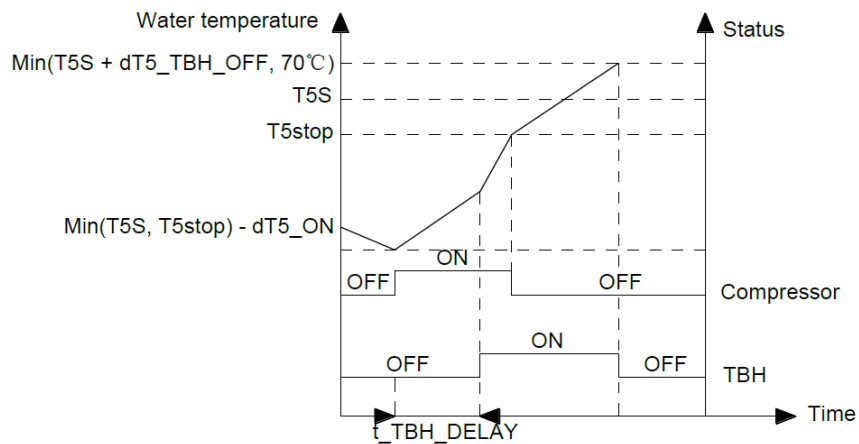 Water temperature
Status
Min(T5S + dT5_TBH_OFF, 70℃)
T5S
T5stop
Min(T5S, T5stop) - dT5_ON
ON
OFF
OFF
Compressor
ON
OFF
OFF
TBH
Time
t_TBH_DELAY